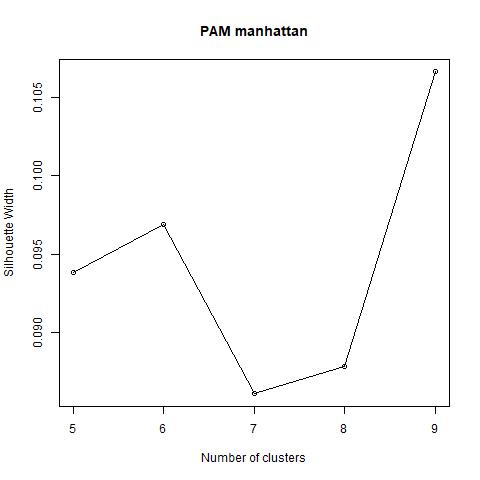 PAM manhattan
Silhouette Width
0.105
0.100
0.095
0.090
5 6 7 8 9
Number of clusters